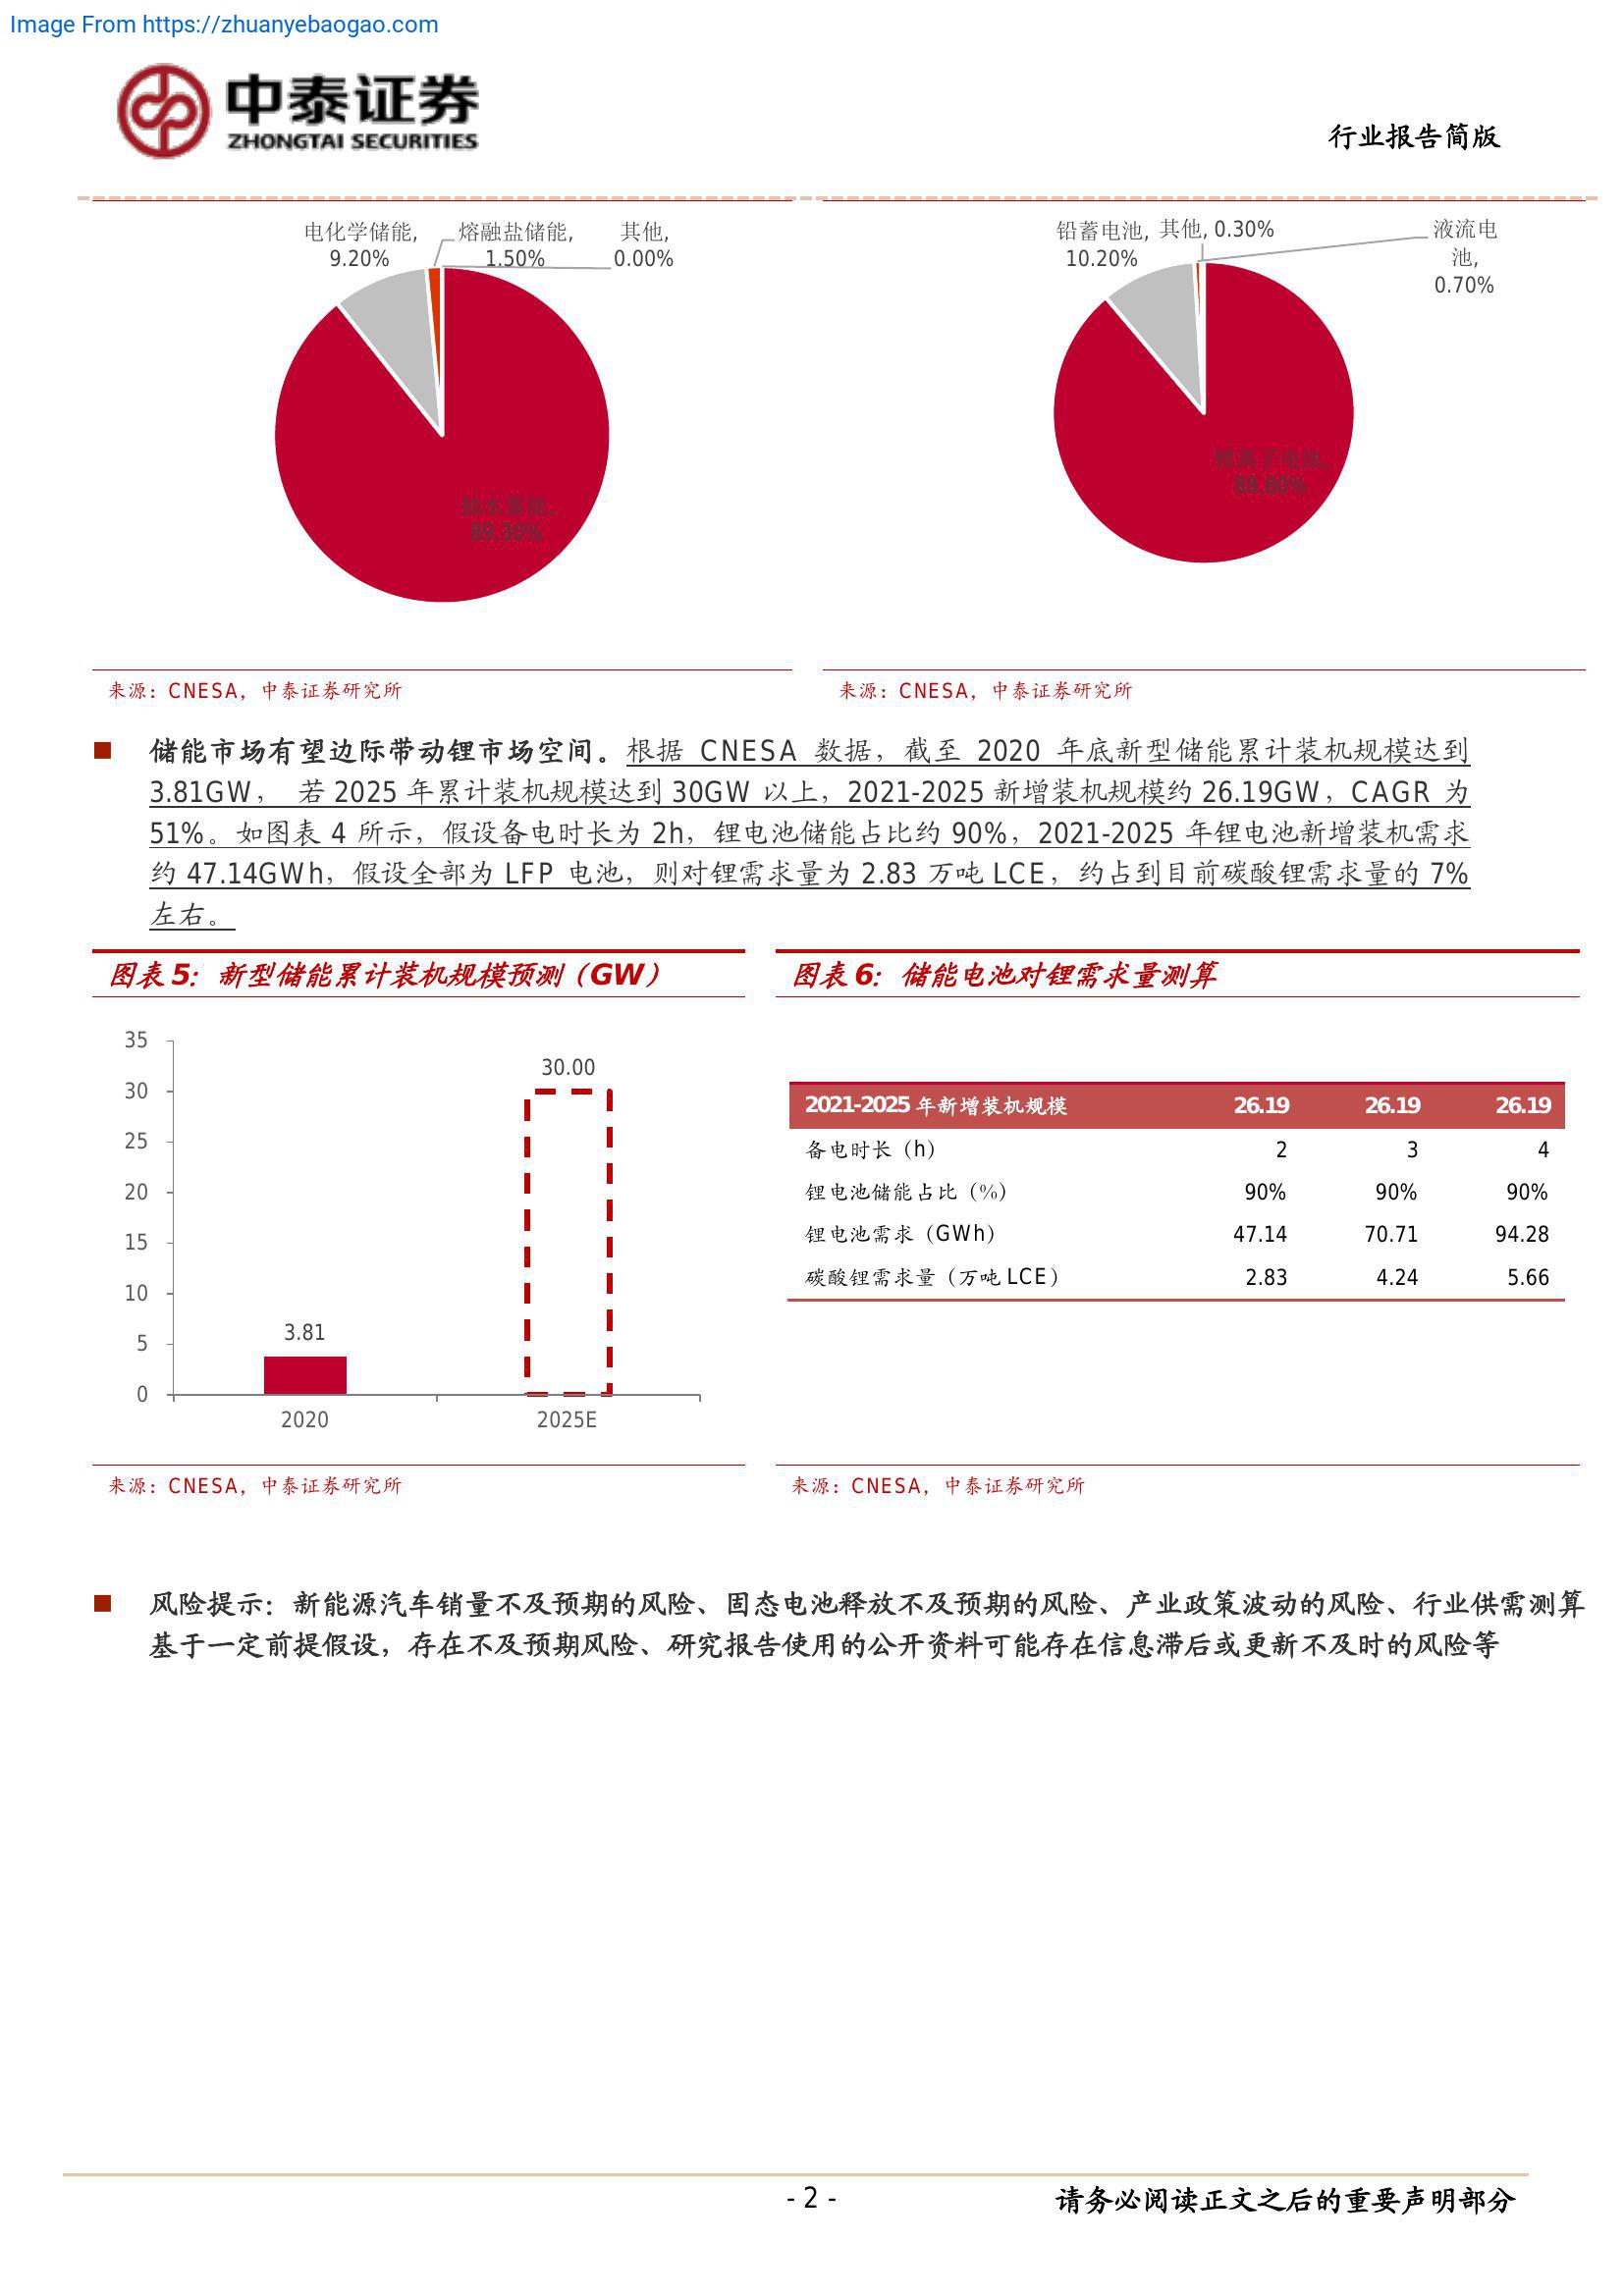 Image From https://zhuanyebaogao.com
中泰证券
ZHONGTAI SECURITIES
行业报告简版
电化学储能,
9.20%
熔融盐储能,
1.50%
其他,
0.00%
抽水蓄能,
89.30%
铅蓄电池,
10.20%
其他, 0.30%
液流电
池,
0.70%
锂离子电池,
88.80%
来源：CNESA，中泰证券研究所
来源：CNESA，中泰证券研究所
■ 储能市场有望边际带动锂市场空间。根据 CNESA 数据，截至 2020 年底新型储能累计装机规模达到
3.81GW， 若 2025 年累计装机规模达到 30GW 以上，2021-2025 新增装机规模约 26.19GW，CAGR 为
51%。如图表 4 所示，假设备电时长为 2h，锂电池储能占比约 90%，2021-2025 年锂电池新增装机需求
约 47.14GWh，假设全部为 LFP 电池，则对锂需求量为 2.83 万吨 LCE，约占到目前碳酸锂需求量的 7%
左右。
图表 5：新型储能累计装机规模预测（GW）
35
30
25
20
15
10
5
0
3.81
30.00
2020
2025E
来源：CNESA，中泰证券研究所
图表 6：储能电池对锂需求量测算
2021-2025 年新增装机规模 26.19 26.19 26.19
备电时长（h） 2 3 4
锂电池储能占比（%） 90% 90% 90%
锂电池需求（GWh） 47.14 70.71 94.28
碳酸锂需求量（万吨 LCE） 2.83 4.24 5.66
来源：CNESA，中泰证券研究所
■ 风险提示：新能源汽车销量不及预期的风险、固态电池释放不及预期的风险、产业政策波动的风险、行业供需测算
基于一定前提假设，存在不及预期风险、研究报告使用的公开资料可能存在信息滞后或更新不及时的风险等
- 2 -
请务必阅读正文之后的重要声明部分